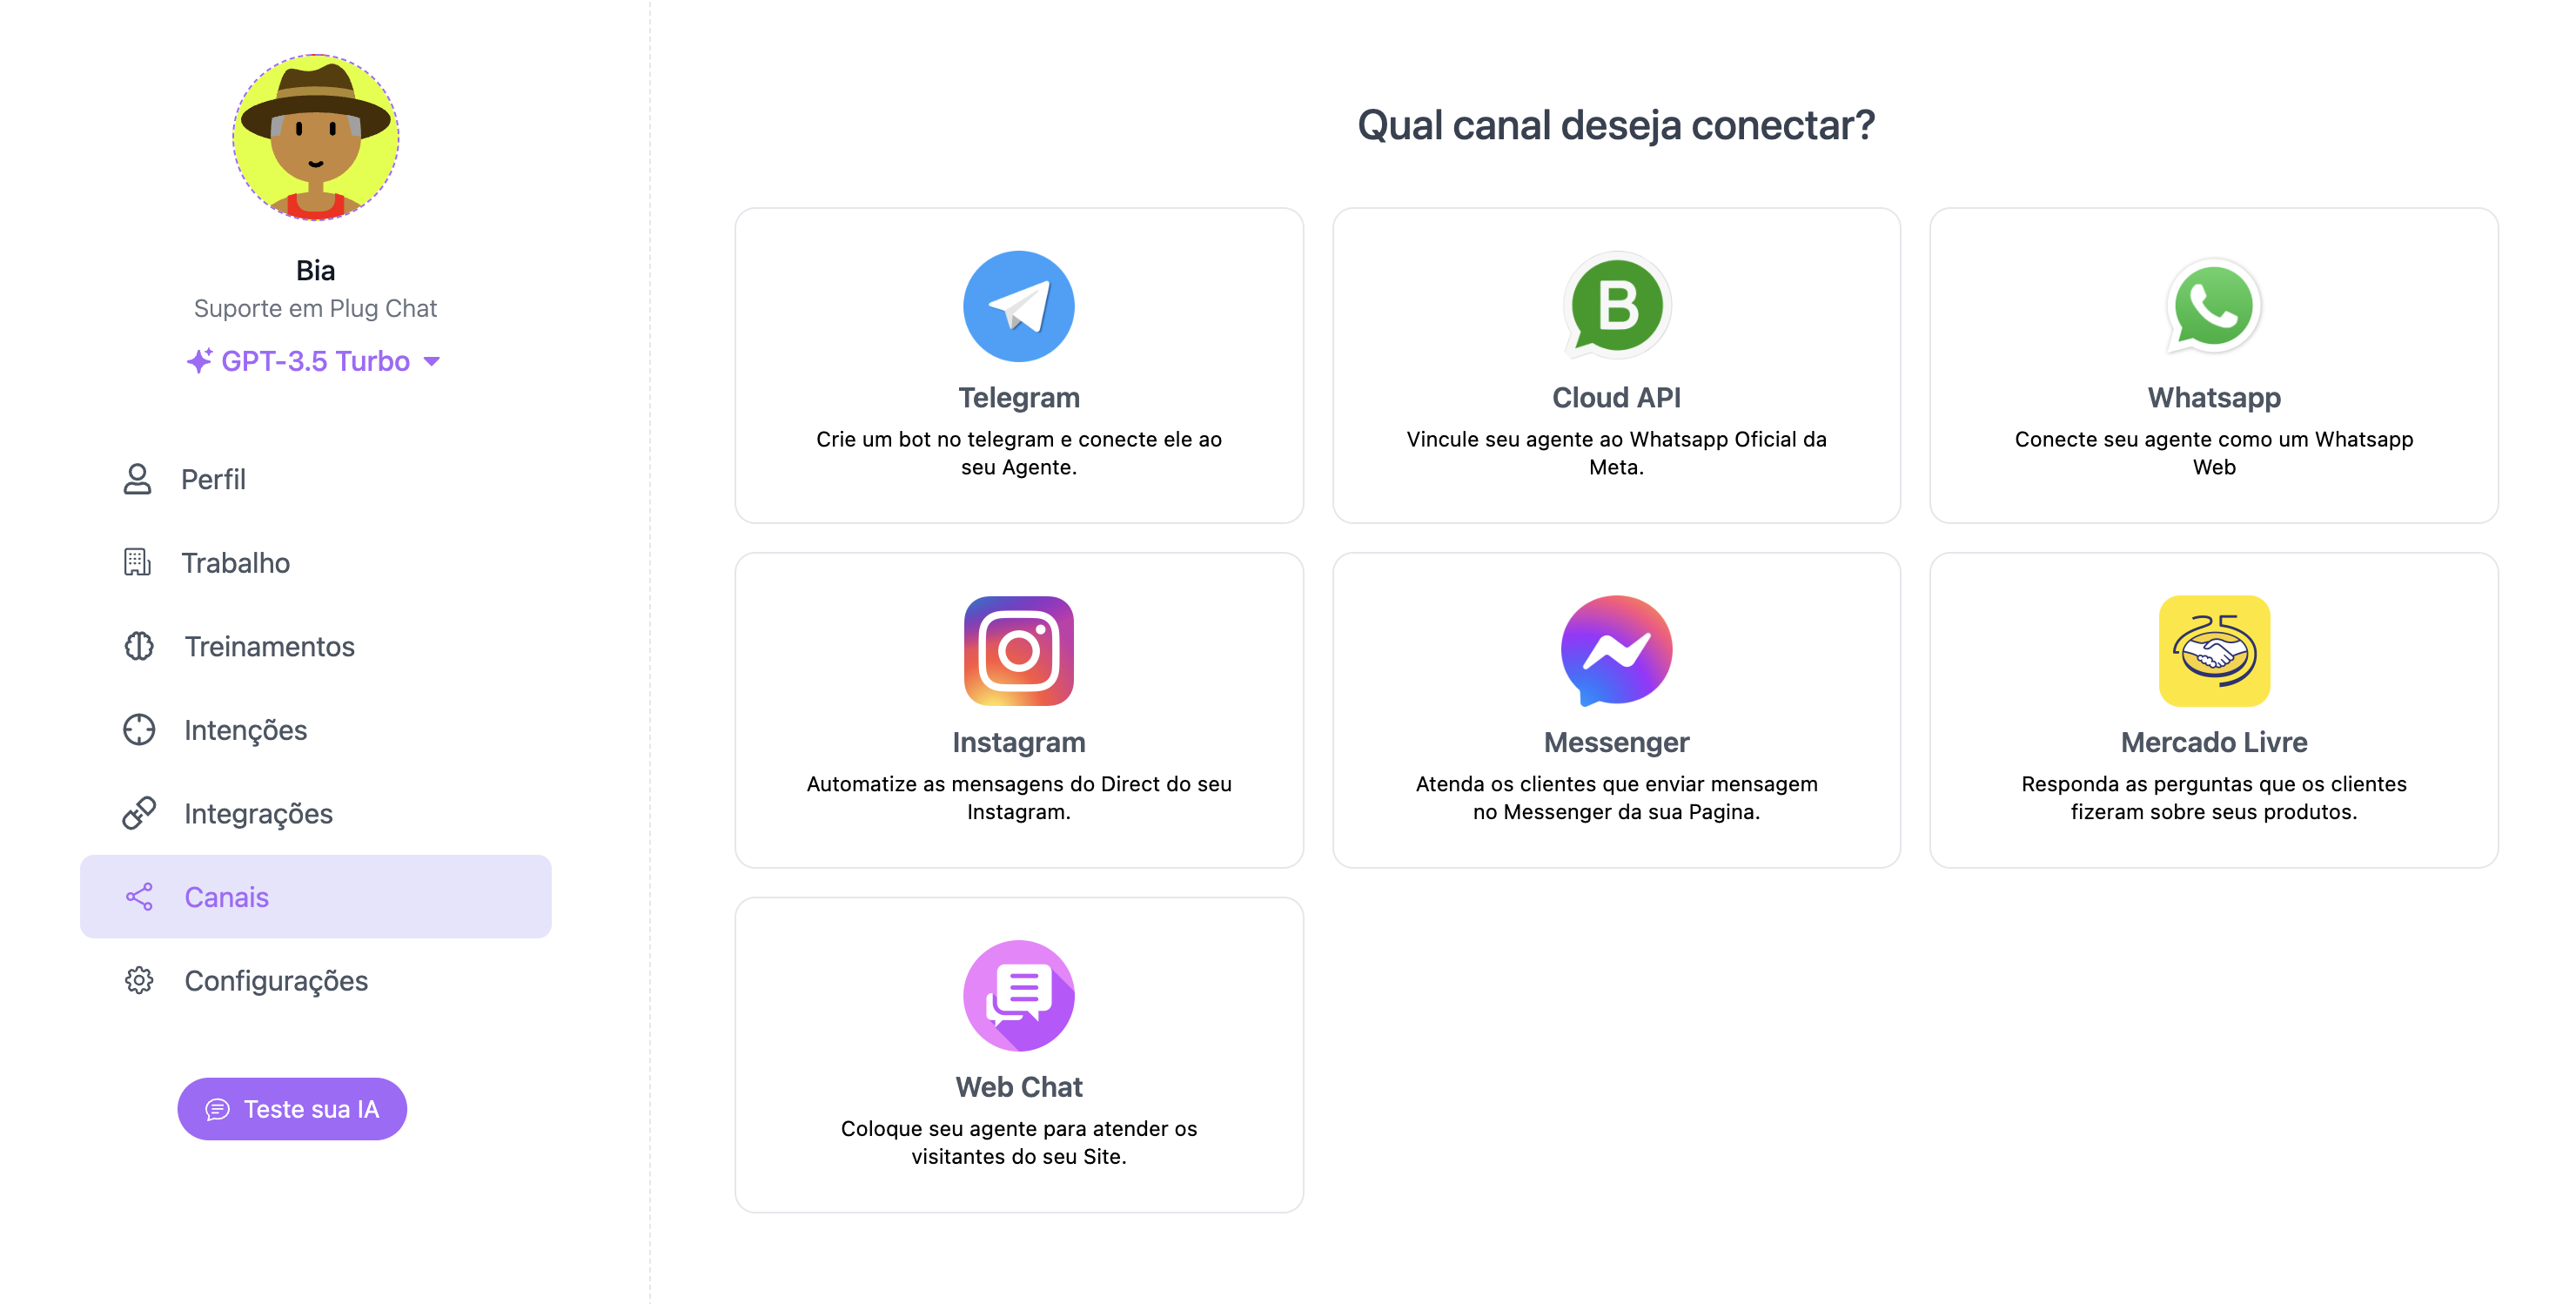 Bia
Suporte em Plug Chat
GPT-3.5 Turbo
Perfil
Trabalho
Treinamentos
Intenções
Integrações
Canais
Configurações
Teste sua IA
Qual canal deseja conectar?
Telegram
Crie um bot no telegram e conecte ele ao
seu Agente.
B
Cloud API
Vincule seu agente ao Whatsapp Oficial da
Meta.
Whatsapp
Conecte seu agente como um Whatsapp
Web
Instagram
Automatize as mensagens do Direct do seu
Instagram.
Messenger
Atenda os clientes que enviar mensagem
no Messenger da sua Pagina.
Mercado Livre
Responda as perguntas que os clientes
fizeram sobre seus produtos.
Web Chat
Coloque seu agente para atender os
visitantes do seu Site.